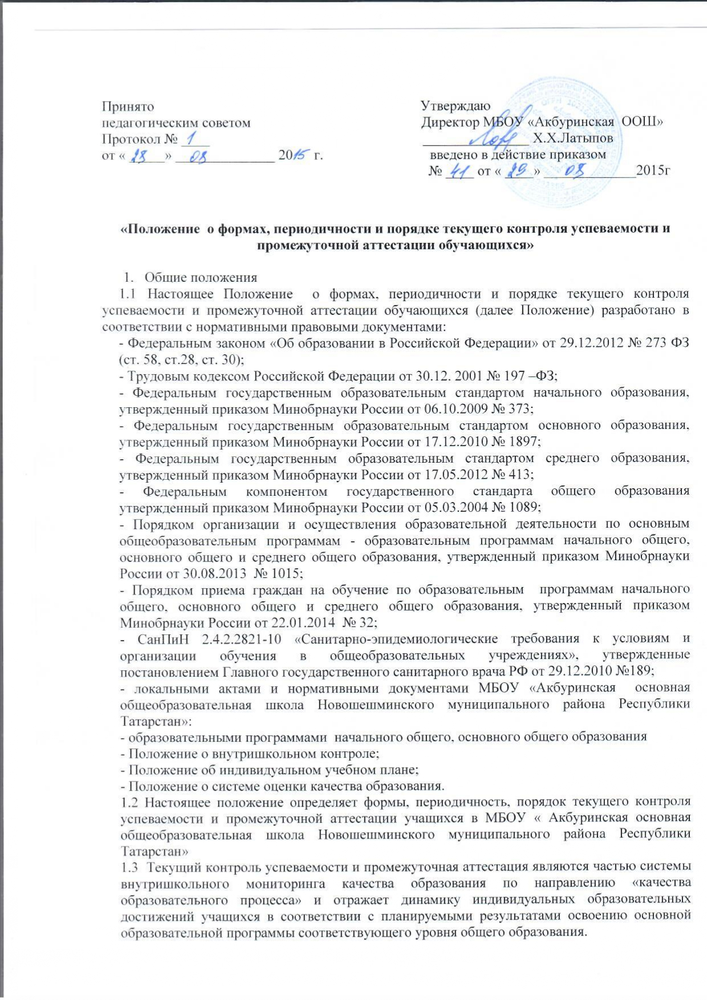 Принято
педагогическим советом
Протокол № 1
от « 28 » 08 2015 г.
Утверждаю
Директор МБОУ «Акбуринская ООШ»
Х.Х.Латыпов
введено в действие приказом
№ 41 от « 29 » 08 2015г
«Положение о формах, периодичности и порядке текущего контроля успеваемости и
промежуточной аттестации обучающихся»
1. Общие положения
1.1 Настоящее Положение о формах, периодичности и порядке текущего контроля
успеваемости и промежуточной аттестации обучающихся (далее Положение) разработано в
соответствии с нормативными правовыми документами:
- Федеральным законом «Об образовании в Российской Федерации» от 29.12.2012 № 273 ФЗ
(ст. 58, ст.28, ст. 30);
- Трудовым кодексом Российской Федерации от 30.12. 2001 № 197 –ФЗ;
- Федеральным государственным образовательным стандартом начального образования,
утвержденный приказом Минобрнауки России от 06.10.2009 № 373;
- Федеральным государственным образовательным стандартом основного образования,
утвержденный приказом Минобрнауки России от 17.12.2010 № 1897;
- Федеральным государственным образовательным стандартом среднего образования,
утвержденный приказом Минобрнауки России от 17.05.2012 № 413;
- Федеральным компонентом государственного стандарта общего образования
утвержденный приказом Минобрнауки России от 05.03.2004 № 1089;
- Порядком организации и осуществления образовательной деятельности по основным
общеобразовательным программам - образовательным программам начального общего,
основного общего и среднего общего образования, утвержденный приказом Минобрнауки
России от 30.08.2013 № 1015;
- Порядком приема граждан на обучение по образовательным программам начального
общего, основного общего и среднего общего образования, утвержденный приказом
Минобрнауки России от 22.01.2014 № 32;
- СанПиН 2.4.2.2821-10 «Санитарно-эпидемиологические требования к условиям и
организации обучения в общеобразовательных учреждениях», утвержденные
постановлением Главного государственного санитарного врача РФ от 29.12.2010 №189;
- локальными актами и нормативными документами МБОУ «Акбуринская основная
общеобразовательная школа Новошешминского муниципального района Республики
Татарстан»:
- образовательными программами начального общего, основного общего образования
- Положение о внутришкольном контроле;
- Положение об индивидуальном учебном плане;
- Положение о системе оценки качества образования.
1.2 Настоящее положение определяет формы, периодичность, порядок текущего контроля
успеваемости и промежуточной аттестации учащихся в МБОУ « Акбуринская основная
общеобразовательная школа Новошешминского муниципального района Республики
Татарстан»
1.3 Текущий контроль успеваемости и промежуточная аттестация являются частью системы
внутришкольного мониторинга качества образования по направлению «качества
образовательного процесса» и отражает динамику индивидуальных образовательных
достижений учащихся в соответствии с планируемыми результатами освоению основной
образовательной программы соответствующего уровня общего образования.